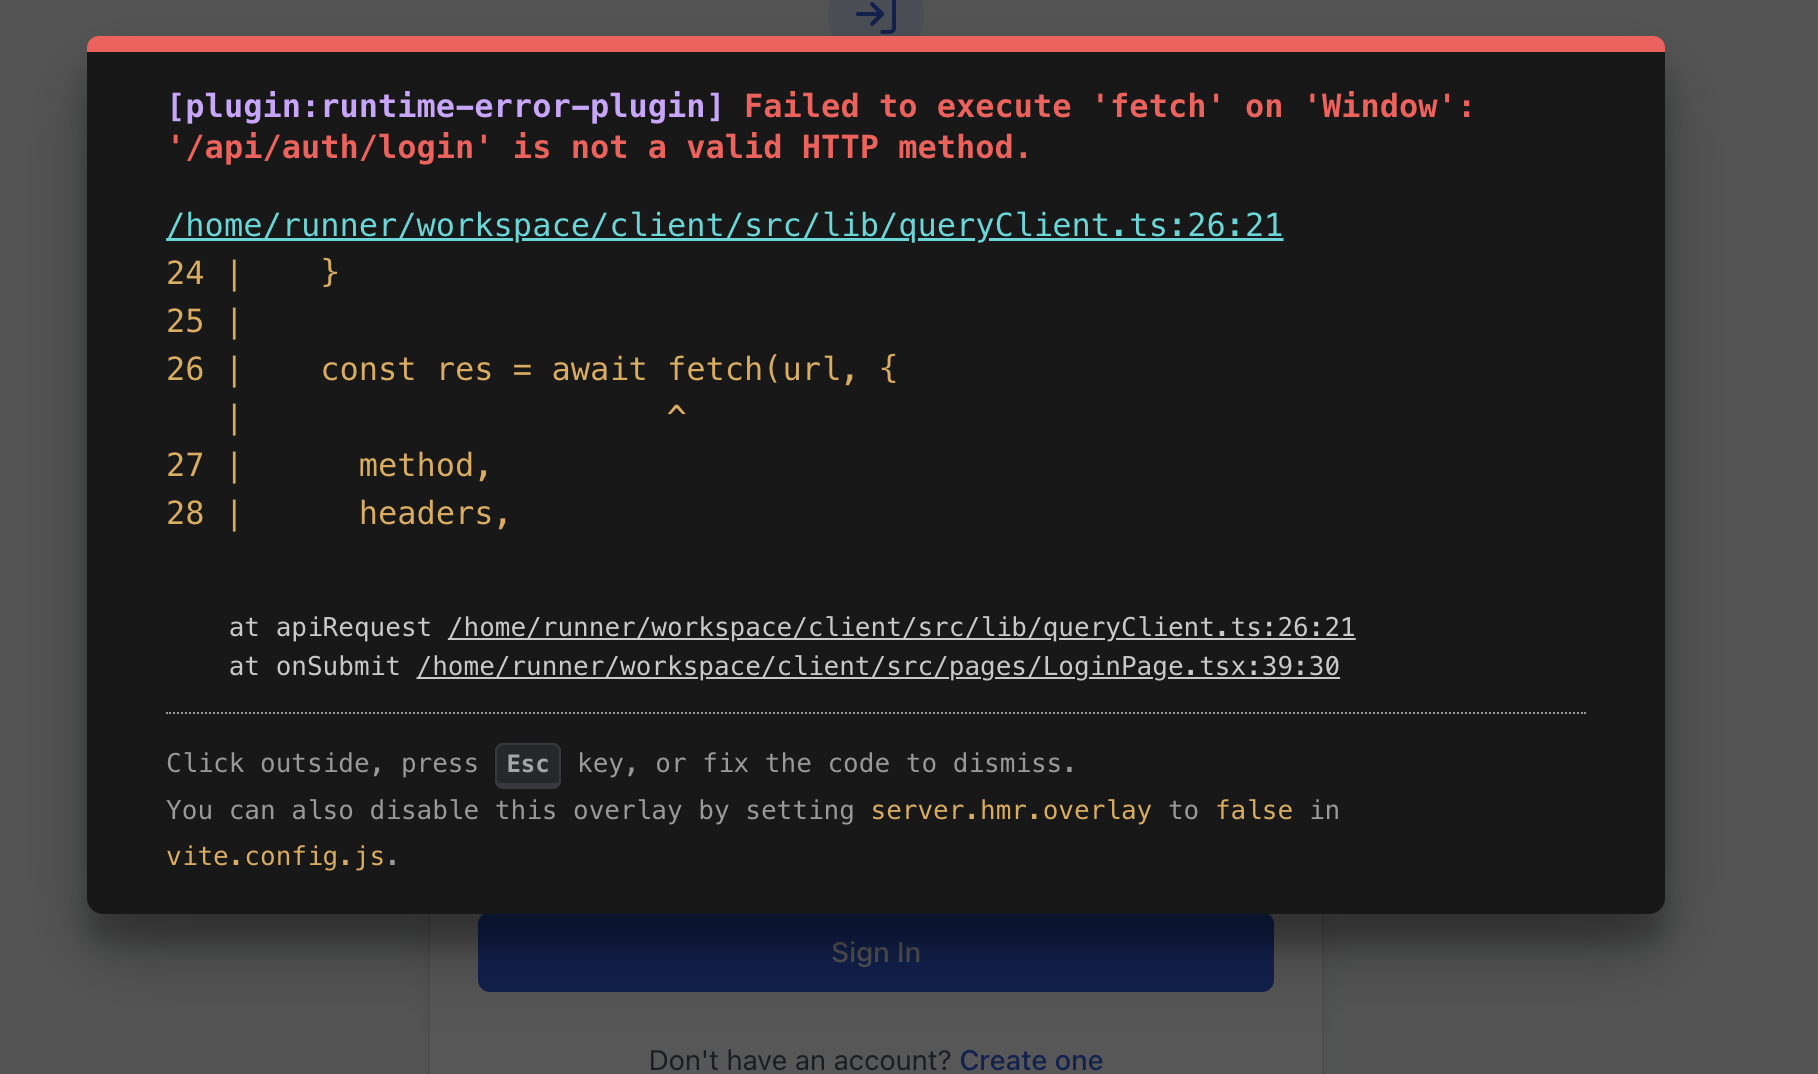 [plugin:runtime-error-plugin] Failed to execute 'fetch' on 'Window':
'/api/auth/login' is not a valid HTTP method.
/home/runner/workspace/client/src/lib/queryClient.ts:26:21
24 |    }
25 |
26 |    const res = await fetch(url, {
   |                      ^
27 |      method,
28 |      headers,
at apiRequest /home/runner/workspace/client/src/lib/queryClient.ts:26:21
at onSubmit /home/runner/workspace/client/src/pages/LoginPage.tsx:39:30
Click outside, press Esc key, or fix the code to dismiss.
You can also disable this overlay by setting server.hmr.overlay to false in
vite.config.js.
Sign In
Don't have an account? Create one